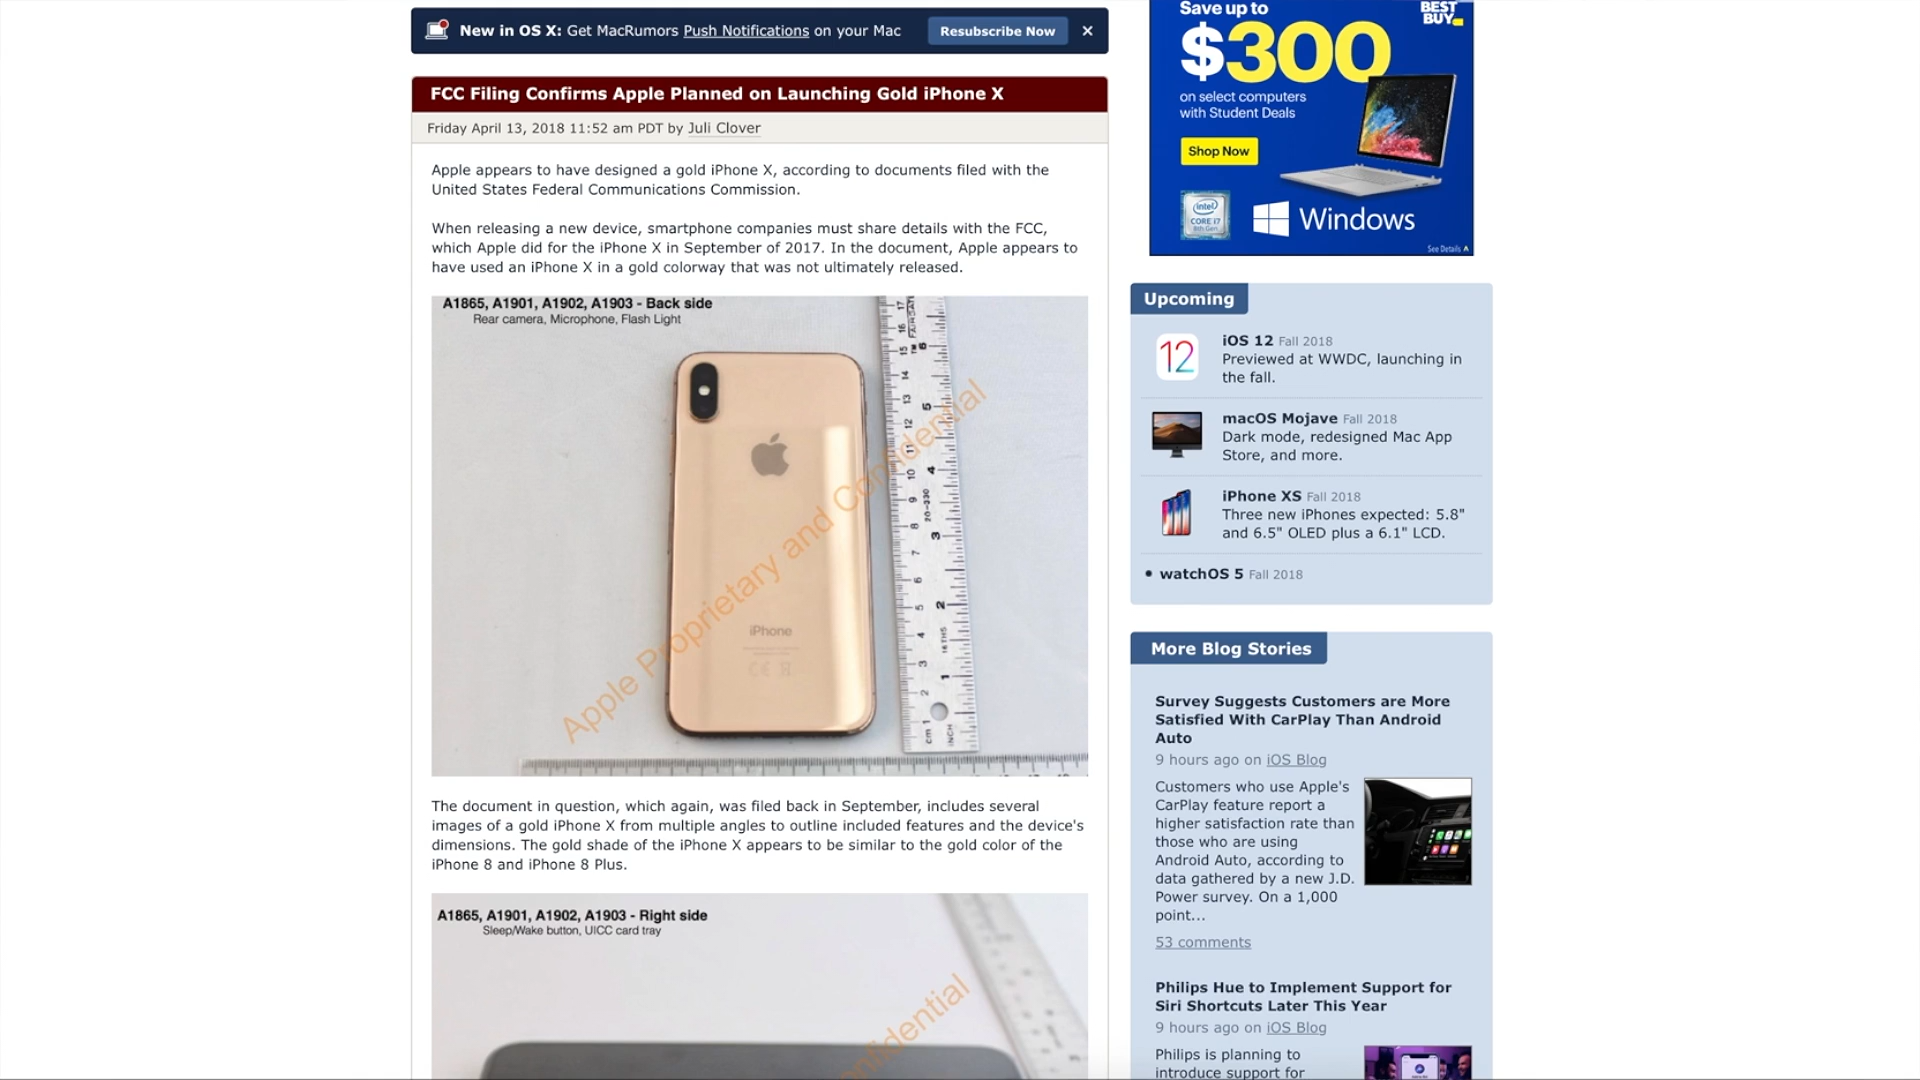 New in OS X: Get MacRumors Push Notifications on your Mac
Resubscribe Now
×
FCC Filing Confirms Apple Planned on Launching Gold iPhone X
Friday April 13, 2018 11:52 am PDT by Juli Clover
Apple appears to have designed a gold iPhone X, according to documents filed with the
United States Federal Communications Commission.
When releasing a new device, smartphone companies must share details with the FCC,
which Apple did for the iPhone X in September of 2017. In the document, Apple appears to
have used an iPhone X in a gold colorway that was not ultimately released.
A1865, A1901, A1902, A1903 - Back side
Rear camera, Microphone, Flash Light
Apple Proprietary and Confidential
iPhone
The document in question, which again, was filed back in September, includes several
images of a gold iPhone X from multiple angles to outline included features and the device's
dimensions. The gold shade of the iPhone X appears to be similar to the gold color of the
iPhone 8 and iPhone 8 Plus.
A1865, A1901, A1902, A1903 - Right side
Sleep/Wake button, UICC card tray
Save up to
$300
BEST
BUY
on select computers
with Student Deals
Shop Now
intel
CORE i7
8th Gen
Windows
See Details
Upcoming
12
iOS 12 Fall 2018
Previewed at WWDC, launching in
the fall.
macOS Mojave Fall 2018
Dark mode, redesigned Mac App
Store, and more.
iPhone XS Fall 2018
Three new iPhones expected: 5.8"
and 6.5" OLED plus a 6.1" LCD.
• watchOS 5 Fall 2018
More Blog Stories
Survey Suggests Customers are More
Satisfied With CarPlay Than Android
Auto
9 hours ago on iOS Blog
Customers who use Apple's
CarPlay feature report a
higher satisfaction rate than
those who are using
Android Auto, according to
data gathered by a new J.D.
Power survey. On a 1,000
point...
53 comments
Philips Hue to Implement Support for
Siri Shortcuts Later This Year
9 hours ago on iOS Blog
Philips is planning to
introduce support for